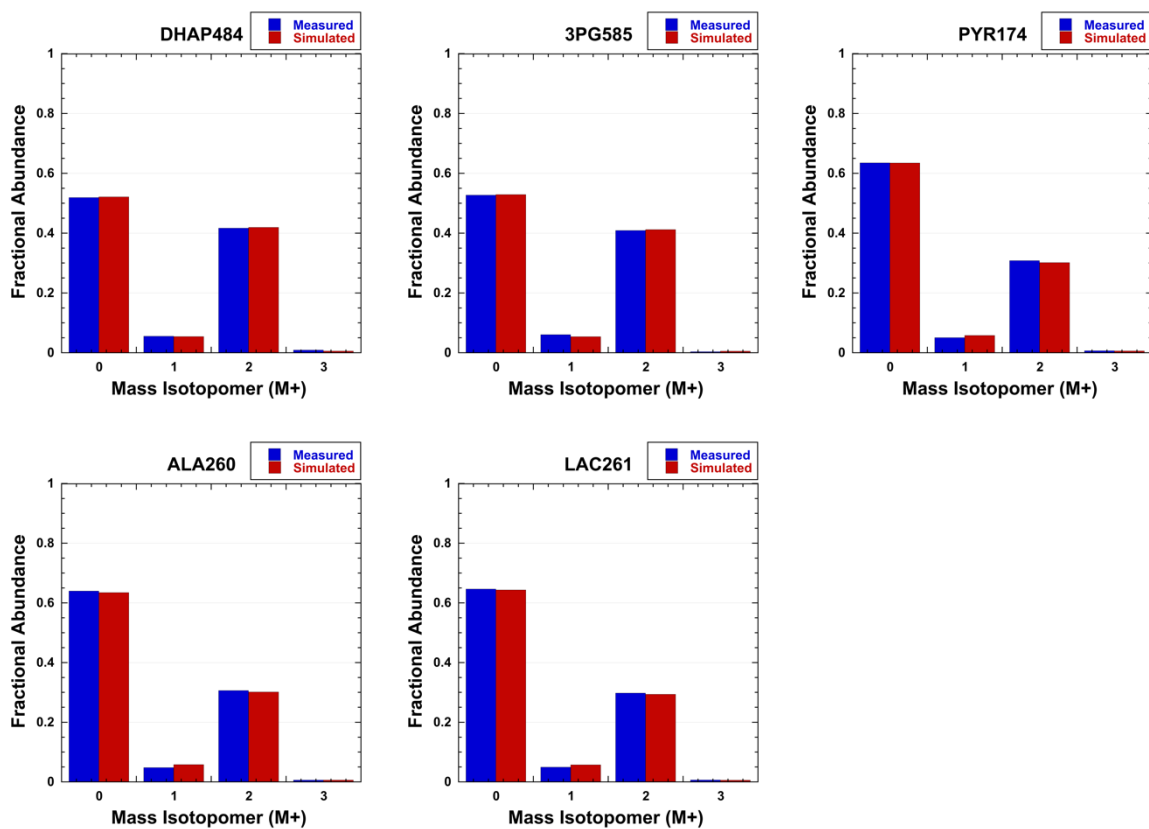 DHAP484
Measured
Simulated
Fractional Abundance
1
0.8
0.6
0.4
0.2
0
0 1 2 3
Mass Isotopomer (M+)
3PG585
Measured
Simulated
Fractional Abundance
1
0.8
0.6
0.4
0.2
0
0 1 2 3
Mass Isotopomer (M+)
PYR174
Measured
Simulated
Fractional Abundance
1
0.8
0.6
0.4
0.2
0
0 1 2 3
Mass Isotopomer (M+)
ALA260
Measured
Simulated
Fractional Abundance
1
0.8
0.6
0.4
0.2
0
0 1 2 3
Mass Isotopomer (M+)
LAC261
Measured
Simulated
Fractional Abundance
1
0.8
0.6
0.4
0.2
0
0 1 2 3
Mass Isotopomer (M+)